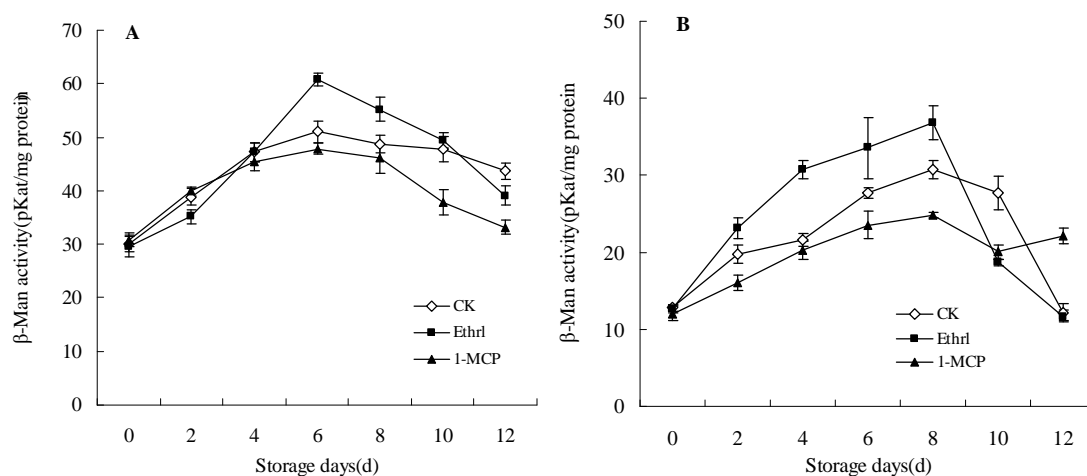 A
β-Man activity(pKat/mg protein)
70
60
50
40
30
20
10
0
CK
Ethrl
1-MCP
0 2 4 6 8 10 12
Storage days(d)
B
β-Man activity(pKat/mg protein
50
40
30
20
10
0
CK
Ethrl
1-MCP
0 2 4 6 8 10 12
Storage days(d)